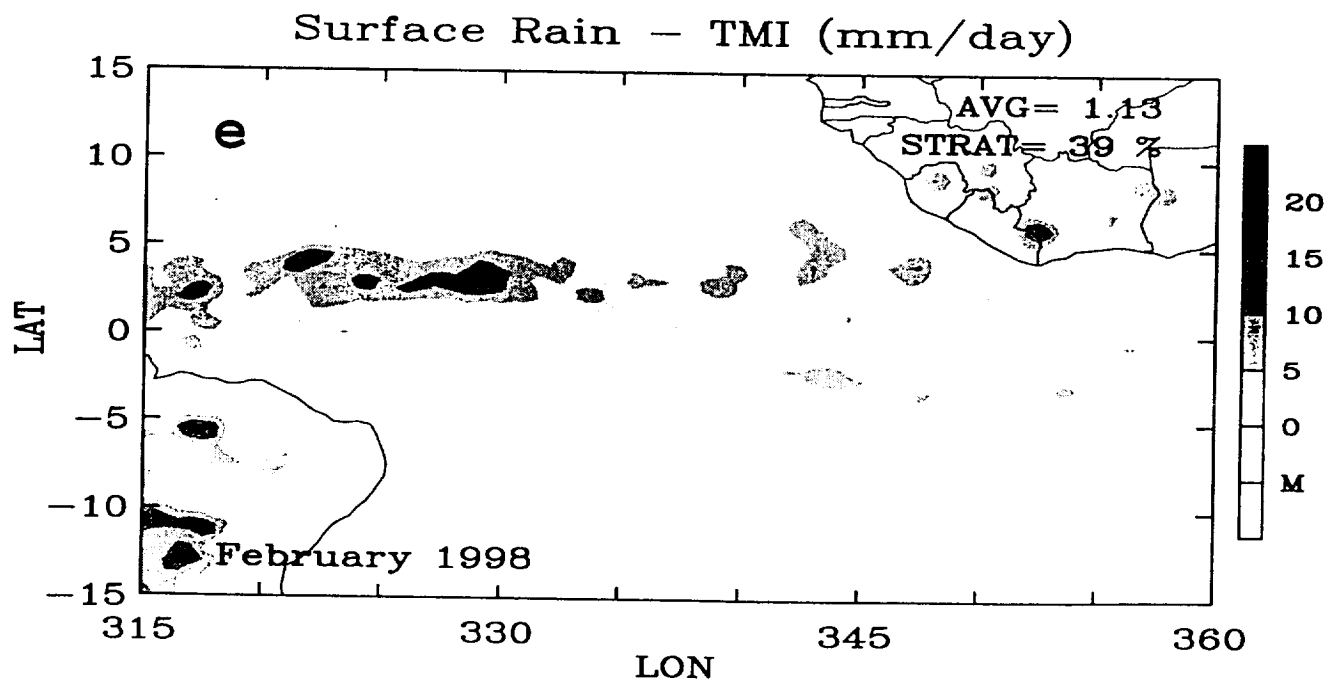 Surface Rain – TMI (mm/day)
15
10
5
0
−5
−10
−15
LAT
e
AVG= 1.13
STRAT= 39 %
February 1998
315
330
345
360
LON
20
15
10
5
0
M